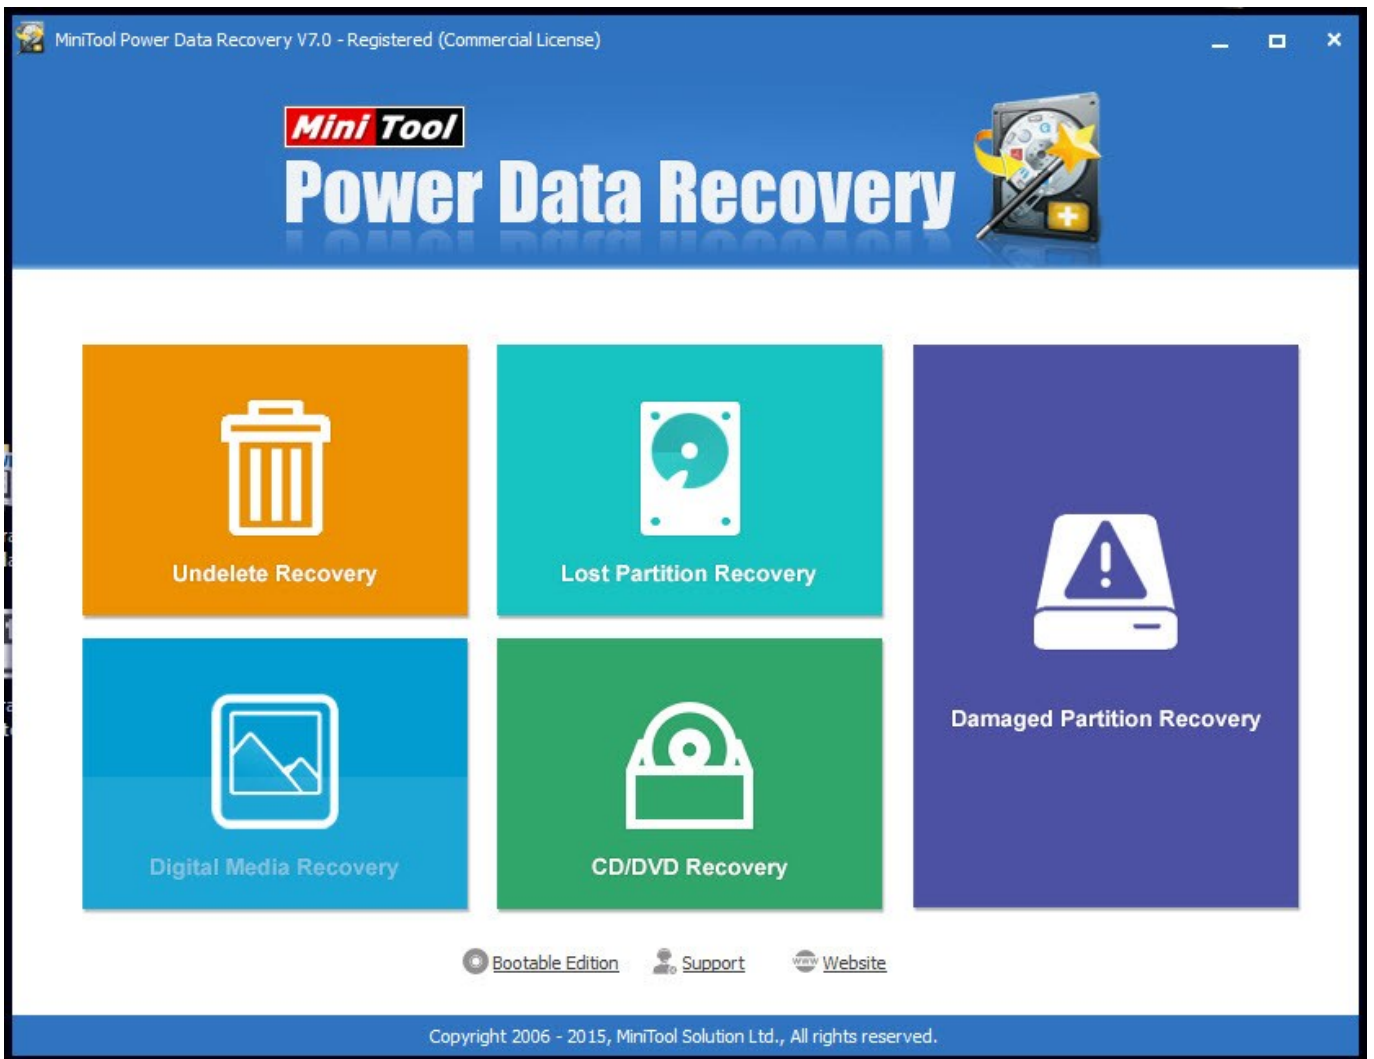 MiniTool Power Data Recovery V7.0 - Registered (Commercial License)
Mini Tool
Power Data Recovery
Undelete Recovery
Lost Partition Recovery
Damaged Partition Recovery
Digital Media Recovery
CD/DVD Recovery
Bootable Edition
Support
www
Website
Copyright 2006 - 2015, MiniTool Solution Ltd., All rights reserved.